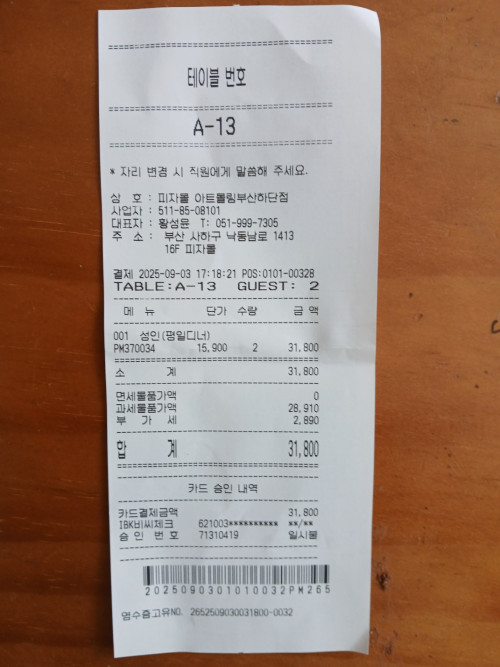 테이블 번호
A-13
* 자리 변경 시 직원에게 말씀해 주세요.
상 호 : 피자몰 아트몰링부산하단점
사업자 : 511-85-08101
대표자 : 황성윤 T: 051-999-7305
주 소 : 부산 사하구 낙동남로 1413
16F 피자몰
결제 2025-09-03 17:18:21 POS:0101-00328
TABLE:A-13 GUEST: 2
메 뉴 단가 수량 금 액
001 성인(평일디너)
PM370034 15,900 2 31,800
소 계 31,800
면세물품가액 0
과세물품가액 28,910
부 가 세 2,890
합 계 31,800
카드 승인 내역
카드결제금액 31,800
IBK비씨체크 621003********** **/**
승 인 번 호 71310419 일시불
2025090301010032PM265
영수증고유NO. 2652509030031800-0032